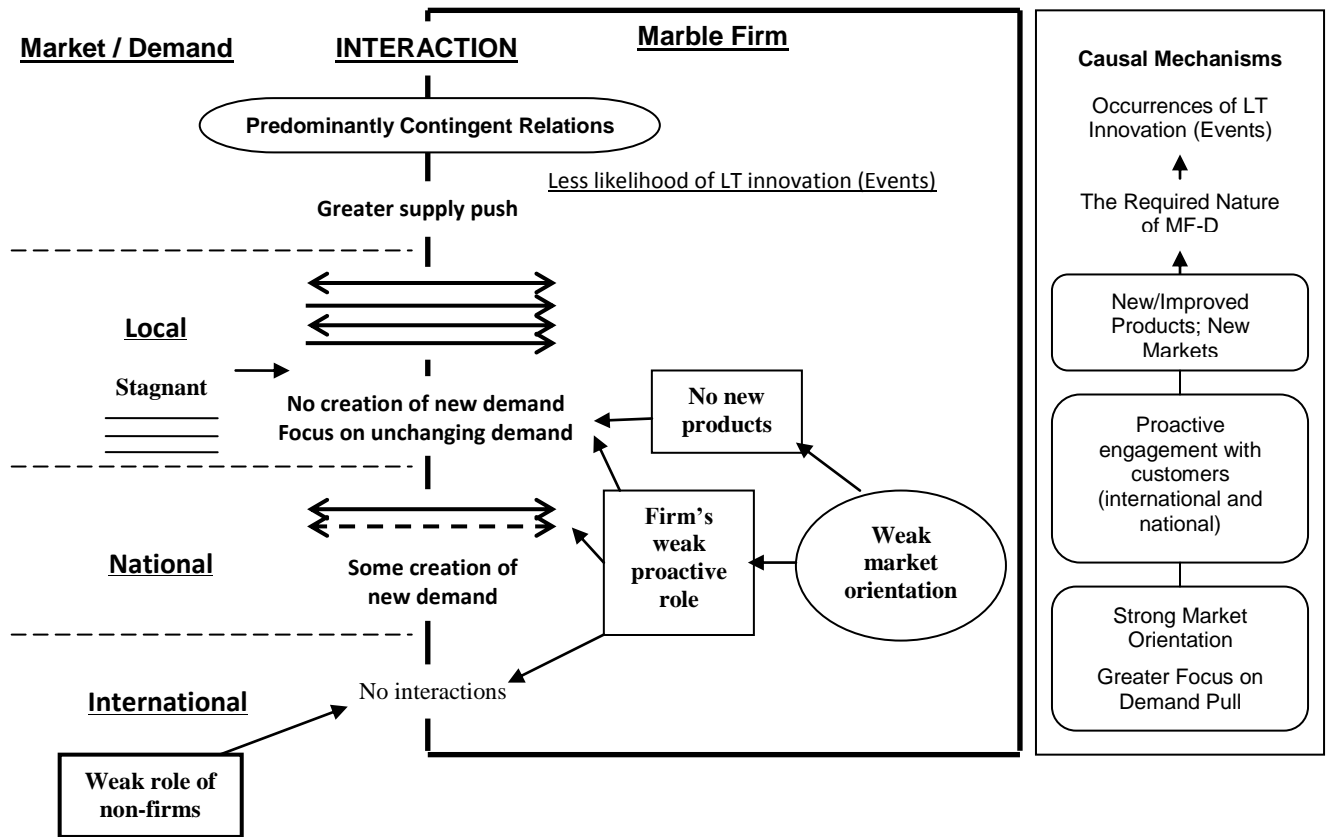 Market / Demand
INTERACTION
Marble Firm
Predominantly Contingent Relations
Less likelihood of LT innovation (Events)
Greater supply push
Local
Stagnant
No creation of new demand
Focus on unchanging demand
No new
products
National
Some creation of
new demand
Firm's
weak
proactive
role
Weak
market
orientation
International
No interactions
Weak role of
non-firms
Causal Mechanisms
Occurrences of LT
Innovation (Events)
The Required Nature
of MF-D
New/Improved
Products; New
Markets
Proactive
engagement with
customers
(international and
national)
Strong Market
Orientation
Greater Focus on
Demand Pull